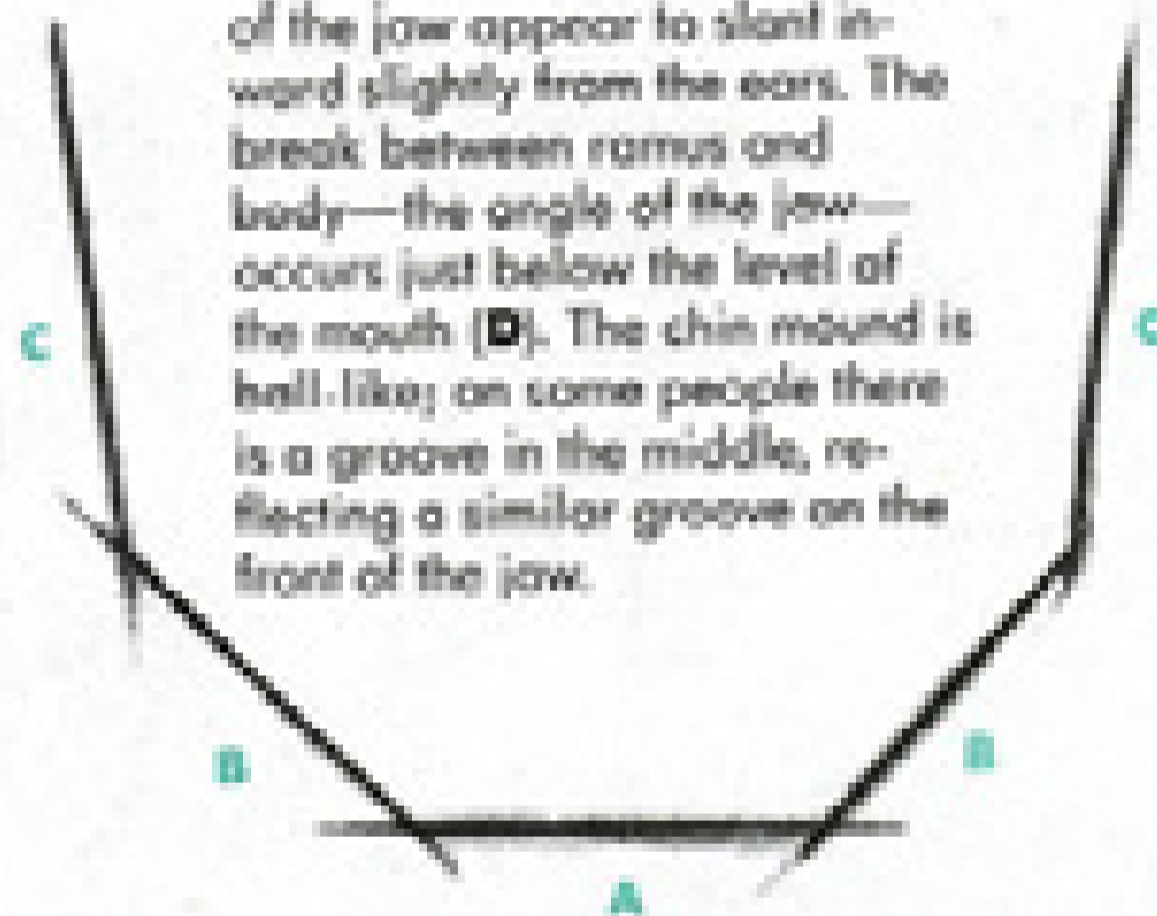 of the jaw appear to slant in-
ward slightly from the ears. The
break between ramus and
body—the angle of the jaw—
occurs just below the level of
the mouth (D). The chin mound is
ball-like; on some people there
is a groove in the middle, re-
flecting a similar groove on the
front of the jaw.
C
C
B
B
A